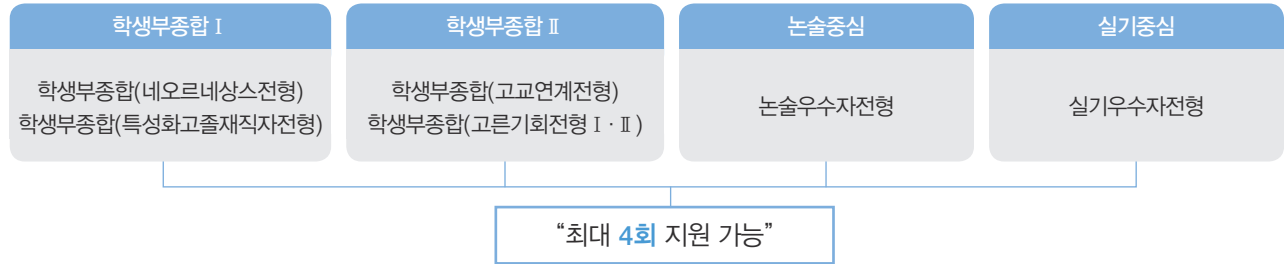 학생부종합 Ⅰ
학생부종합(네오르네상스전형)
학생부종합(특성화고졸재직자전형)
학생부종합 Ⅱ
학생부종합(고교연계전형)
학생부종합(고른기회전형 Ⅰ · Ⅱ)
논술중심
논술우수자전형
실기중심
실기우수자전형
“최대 4회 지원 가능”